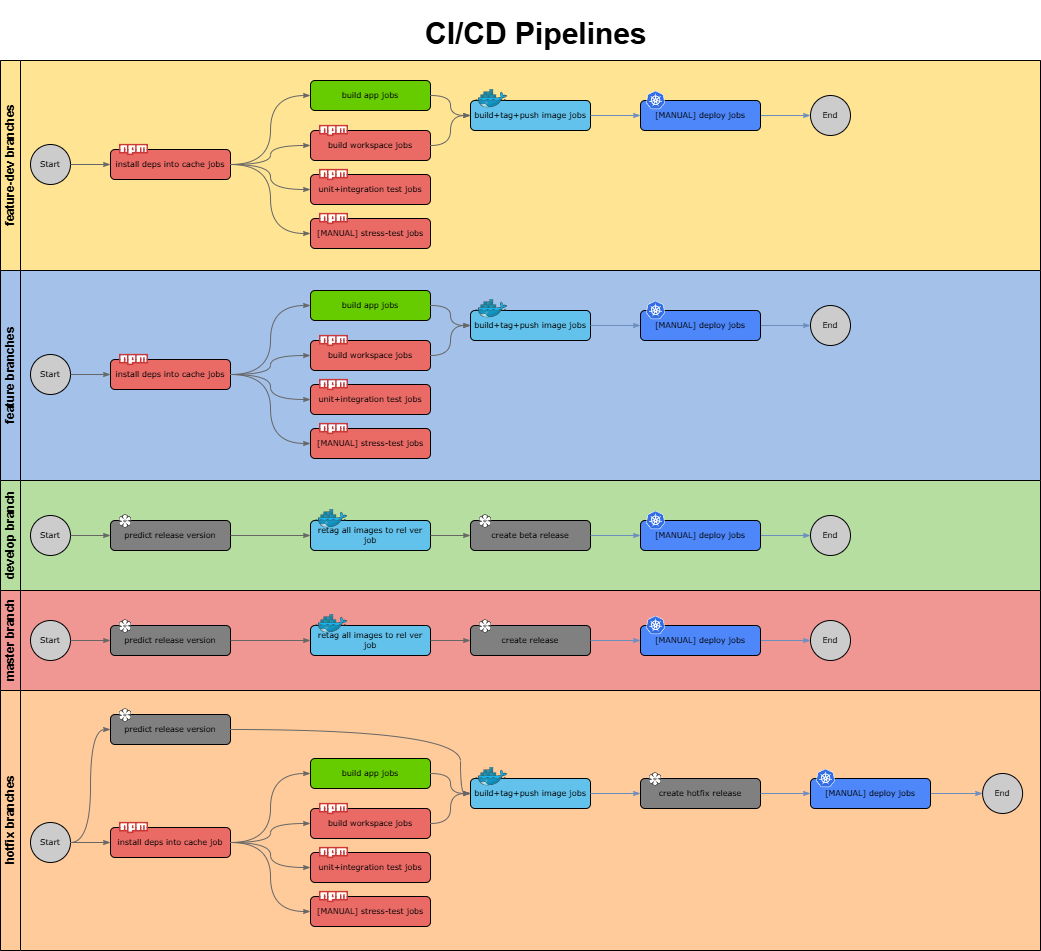 CI/CD Pipelines
feature-dev branches
Start
npm
install deps into cache jobs
build app jobs
npm
build workspace jobs
npm
unit+integration test jobs
npm
[MANUAL] stress-test jobs
build+tag+push image jobs
[MANUAL] deploy jobs
End
feature branches
Start
npm
install deps into cache jobs
build app jobs
npm
build workspace jobs
npm
unit+integration test jobs
npm
[MANUAL] stress-test jobs
build+tag+push image jobs
[MANUAL] deploy jobs
End
develop branch
Start
predict release version
retag all images to rel ver
job
create beta release
[MANUAL] deploy jobs
End
master branch
Start
predict release version
retag all images to rel ver
job
create release
[MANUAL] deploy jobs
End
hotfix branches
Start
predict release version
npm
install deps into cache job
build app jobs
npm
build workspace jobs
npm
unit+integration test jobs
npm
[MANUAL] stress-test jobs
build+tag+push image jobs
create hotfix release
[MANUAL] deploy jobs
End